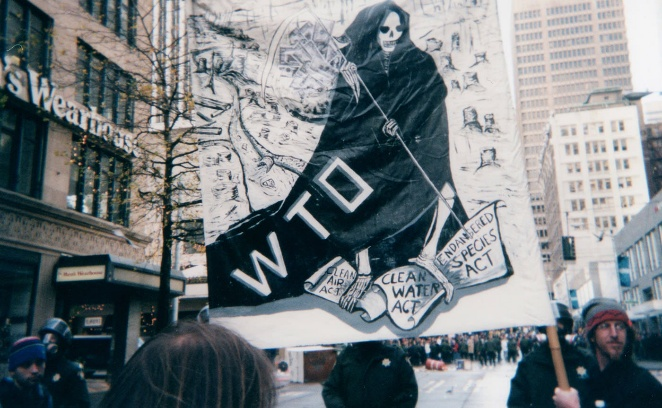 's Wearhouse
WTO
CLEAN
AIR
ACT
CLEAN
WATER
ACT
ENDANGERED
SPECIES
ACT